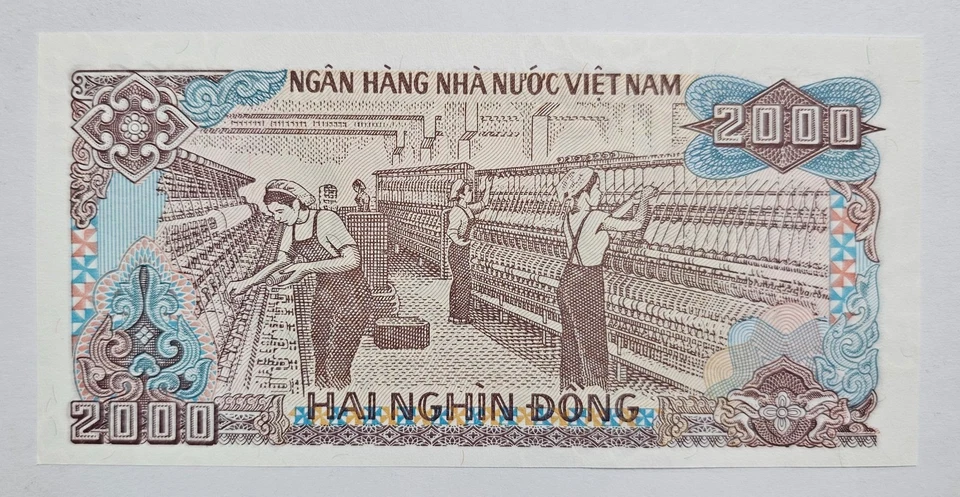 NGÂN HÀNG NHÀ NƯỚC VIỆT NAM
2000
2000
HAI NGHÌN ĐỒNG